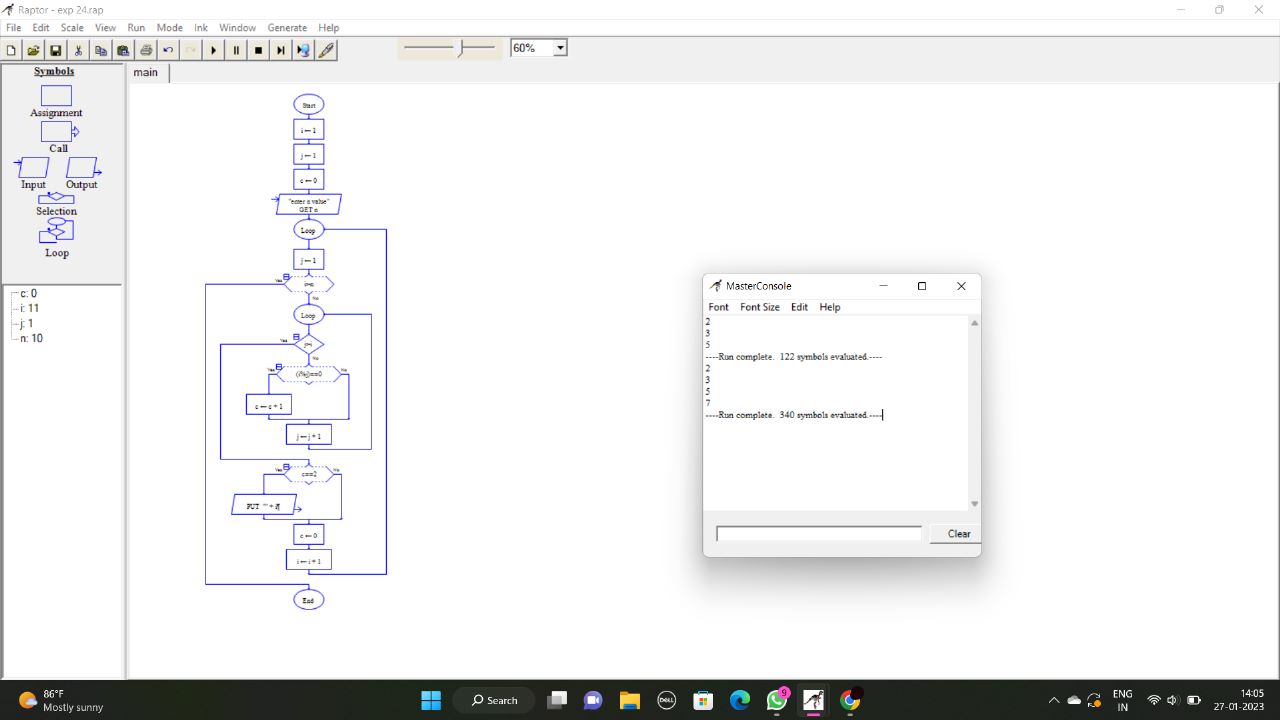 Raptor - exp 24.rap
File Edit Scale View Run Mode Ink Window Generate Help
60%
Symbols
main
Assignment
Call
Input Output
Selection
Loop
c: 0
i: 11
j: 1
n: 10
Start
i ← 1
j ← 1
c ← 0
"enter n value"
GET n
Loop
j ← 1
Yes
No
Loop
Yes
No
Yes (i%j)==0 No
c ← c + 1
j ← j + 1
Yes c==2 No
c ← 0
i ← i + 1
End
MasterConsole
Font Font Size Edit Help
2
3
5
----Run complete. 122 symbols evaluated.----
2
3
5
7
----Run complete. 340 symbols evaluated.----
Clear
86°F
Mostly sunny
Search
DELL
9
ENG
IN
14:05
27-01-2023